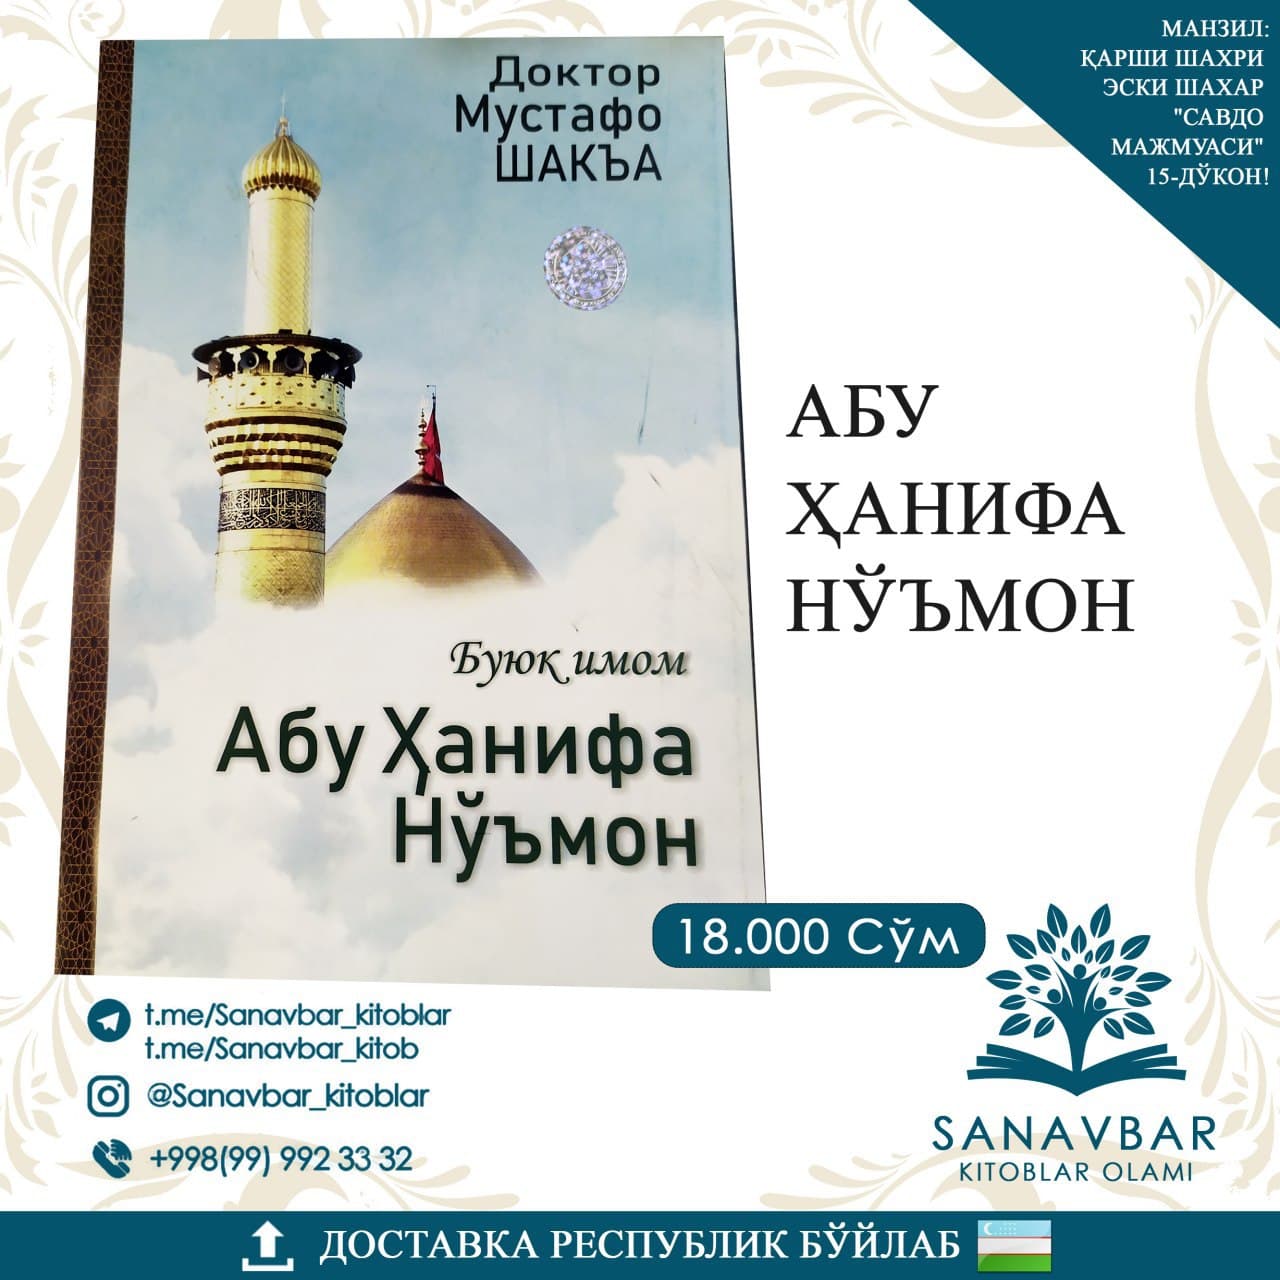 МАНЗИЛ:
ҚАРШИ ШАХРИ
ЭСКИ ШАХАР
"САВДО
МАЖМУАСИ"
15-ДЎКОН!
Доктор
Мустафо
ШАКЪА
АБУ
ҲАНИФА
НЎЪМОН
Буюк имом
Абу Ҳанифа
Нўъмон
18.000 Сўм
t.me/Sanavbar_kitoblar
t.me/Sanavbar_kitob
@Sanavbar_kitoblar
+998(99) 992 33 32
SANAVBAR
KITOBLAR OLAMI
ДОСТАВКА РЕСПУБЛИК БЎЙЛАБ